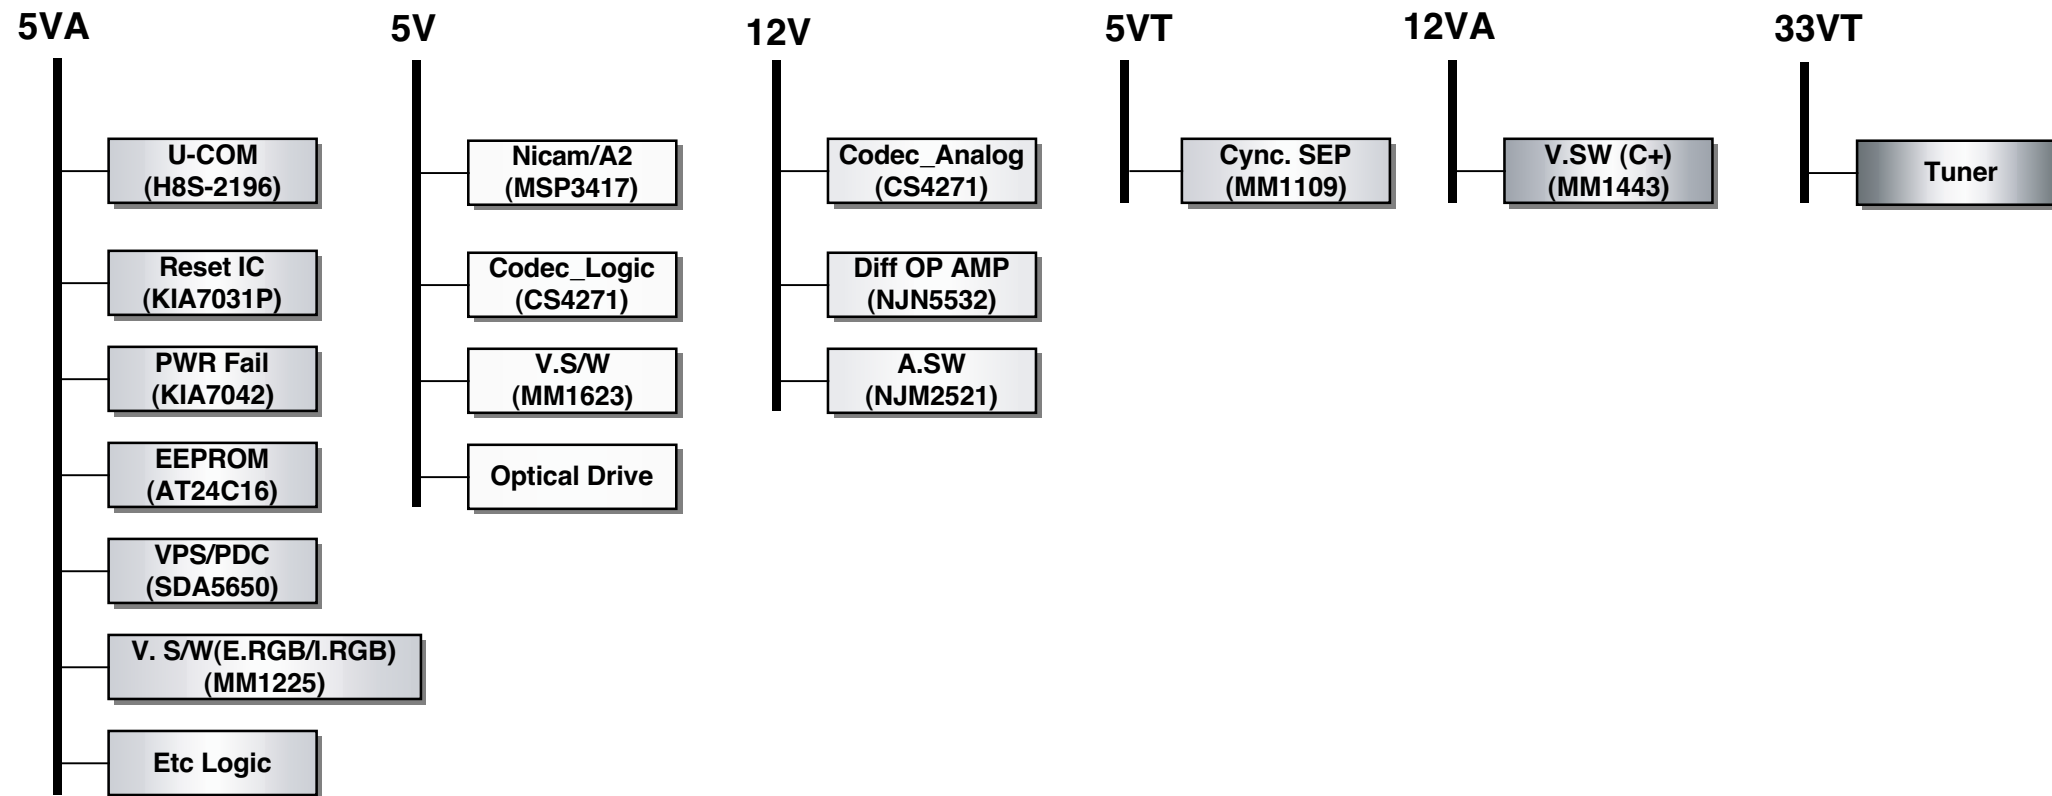 5VA
U-COM
(H8S-2196)
Reset IC
(KIA7031P)
PWR Fail
(KIA7042)
EEPROM
(AT24C16)
VPS/PDC
(SDA5650)
V. S/W(E.RGB/I.RGB)
(MM1225)
Etc Logic
5V
Nicam/A2
(MSP3417)
Codec_Logic
(CS4271)
V.S/W
(MM1623)
Optical Drive
12V
Codec_Analog
(CS4271)
Diff OP AMP
(NJN5532)
A.SW
(NJM2521)
5VT
Cync. SEP
(MM1109)
12VA
V.SW (C+)
(MM1443)
33VT
Tuner